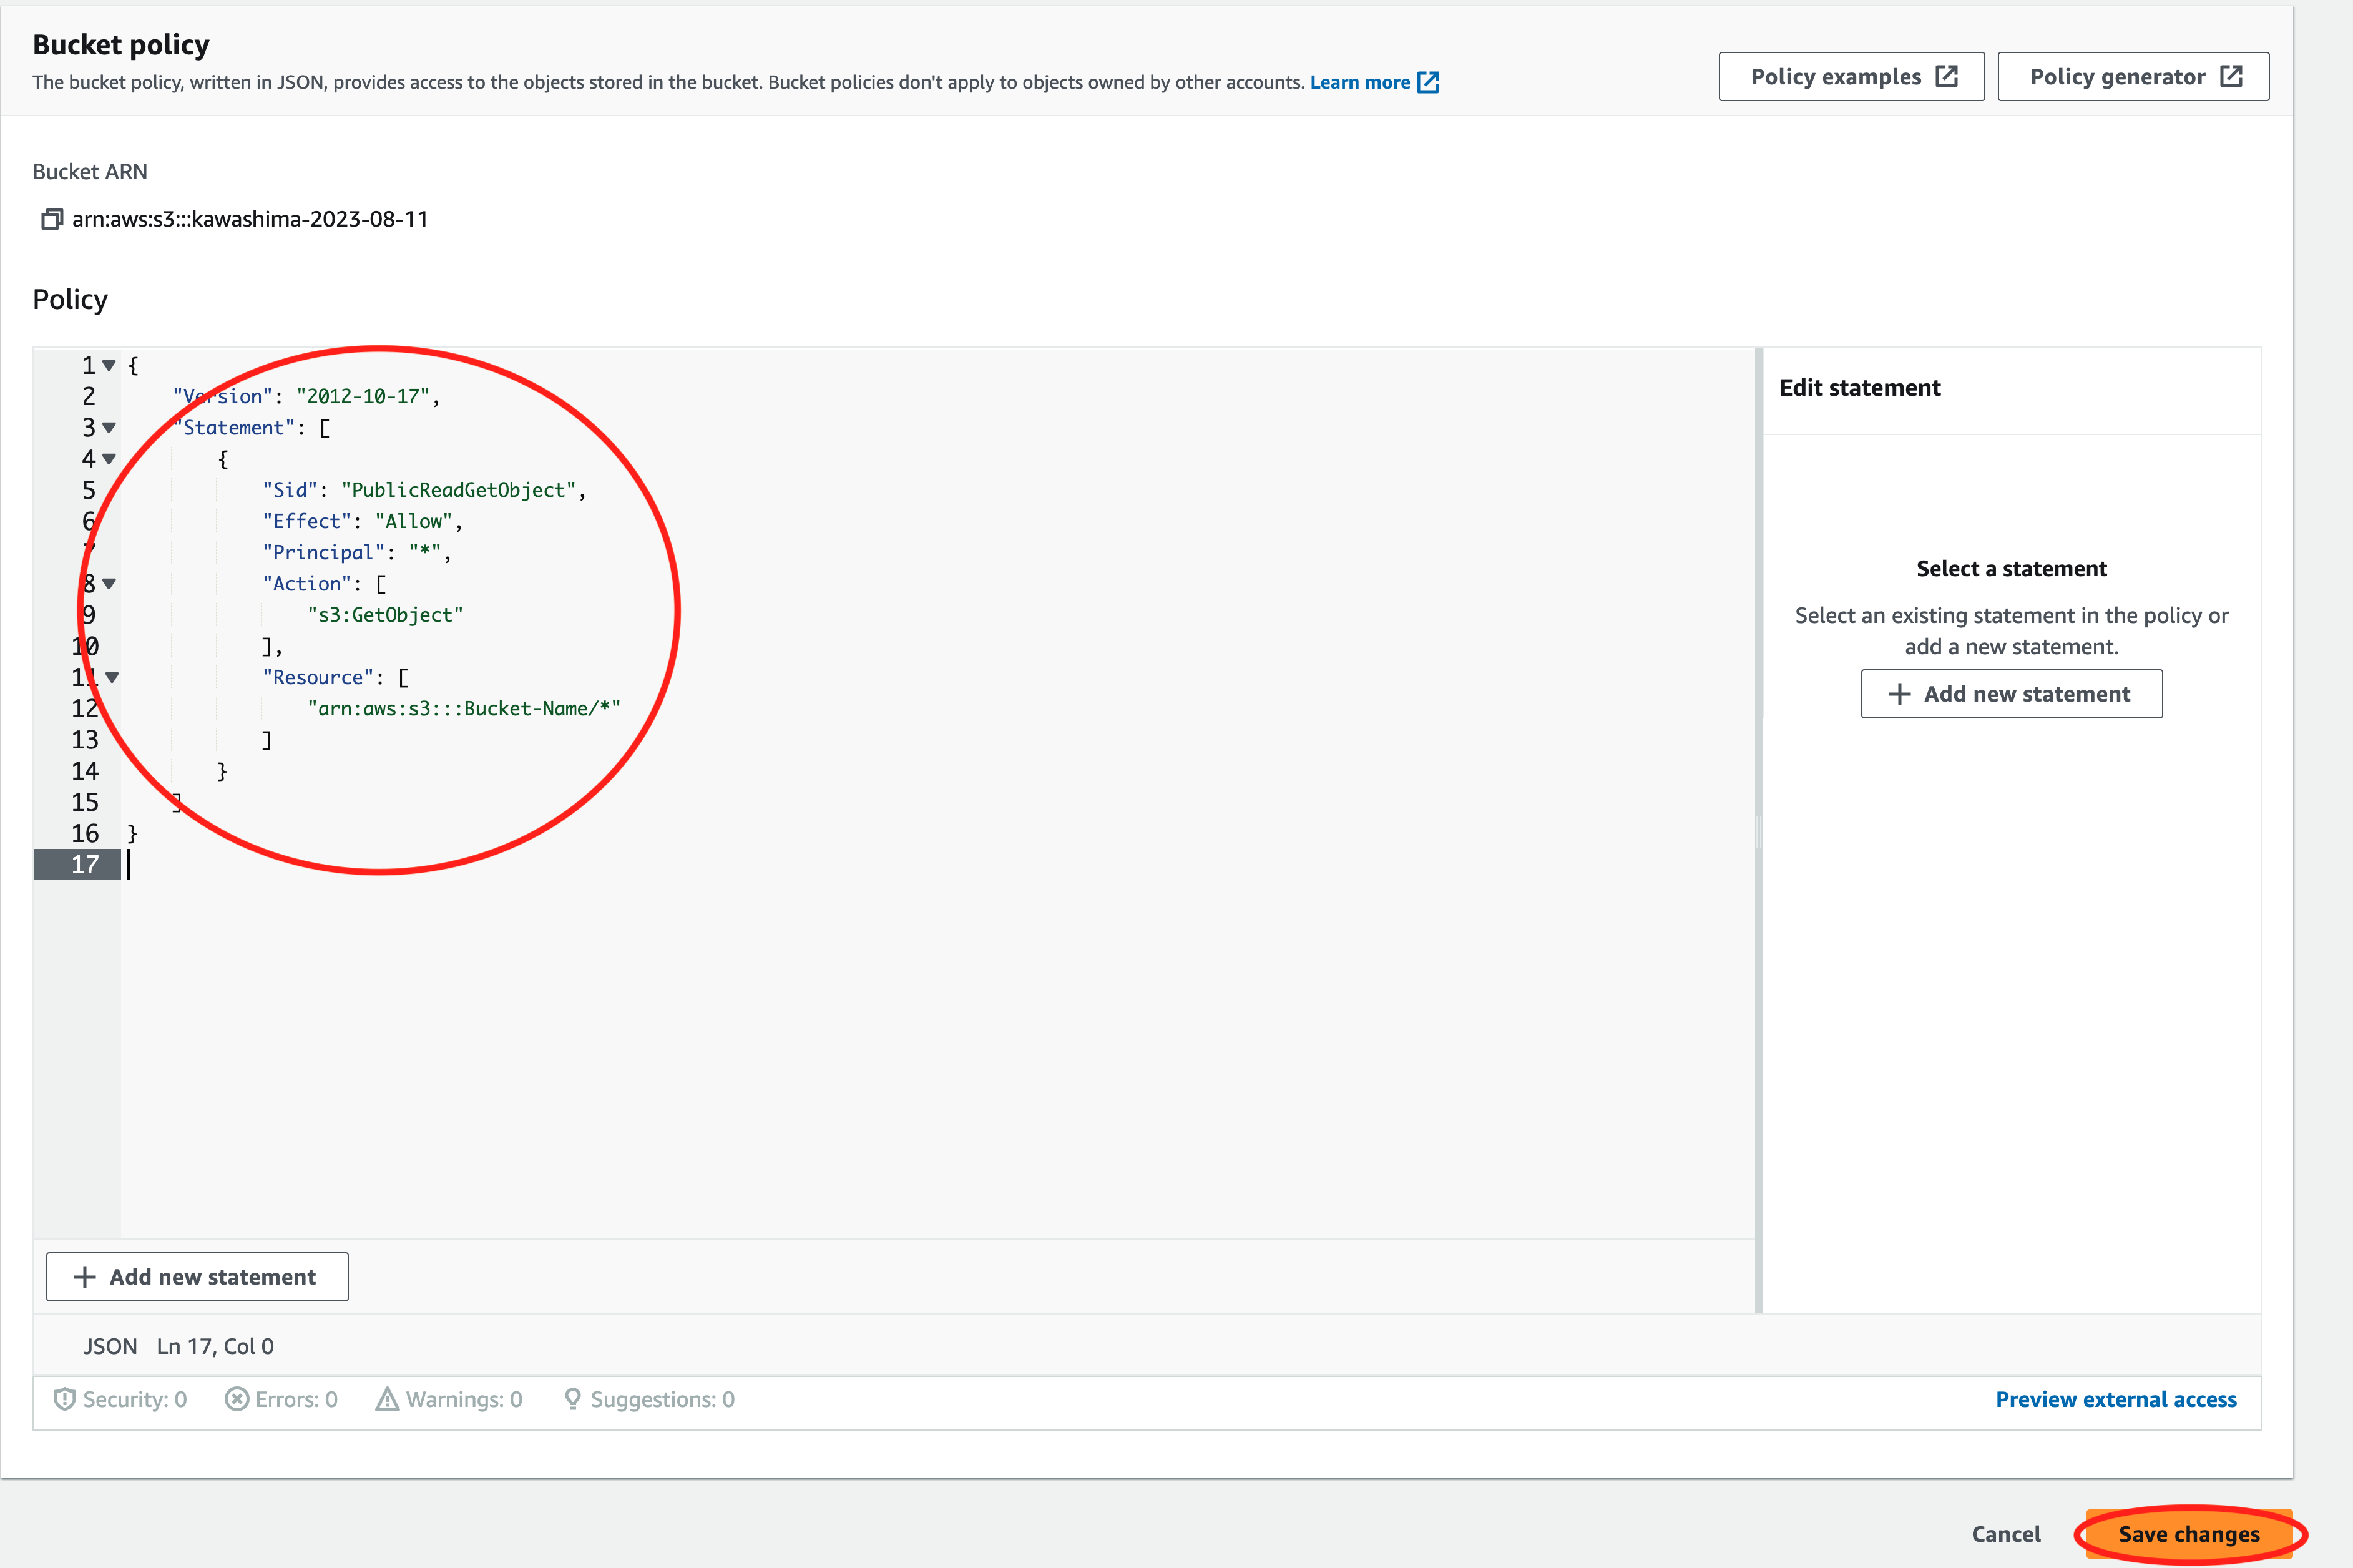 Bucket policy
The bucket policy, written in JSON, provides access to the objects stored in the bucket. Bucket policies don't apply to objects owned by other accounts. Learn more
Policy examples
Policy generator
Bucket ARN
arn:aws:s3:::kawashima-2023-08-11
Policy
1 {
2 "Version": "2012-10-17",
3 "Statement": [
4 {
5 "Sid": "PublicReadGetObject",
6 "Effect": "Allow",
7 "Principal": "*",
8 "Action": [
9 "s3:GetObject"
10 ],
11 "Resource": [
12 "arn:aws:s3:::Bucket-Name/*"
13 ]
14 }
15 ]
16 }
17
Edit statement
Select a statement
Select an existing statement in the policy or
add a new statement.
+ Add new statement
+ Add new statement
JSON Ln 17, Col 0
Security: 0 Errors: 0 Warnings: 0 Suggestions: 0
Preview external access
Cancel
Save changes